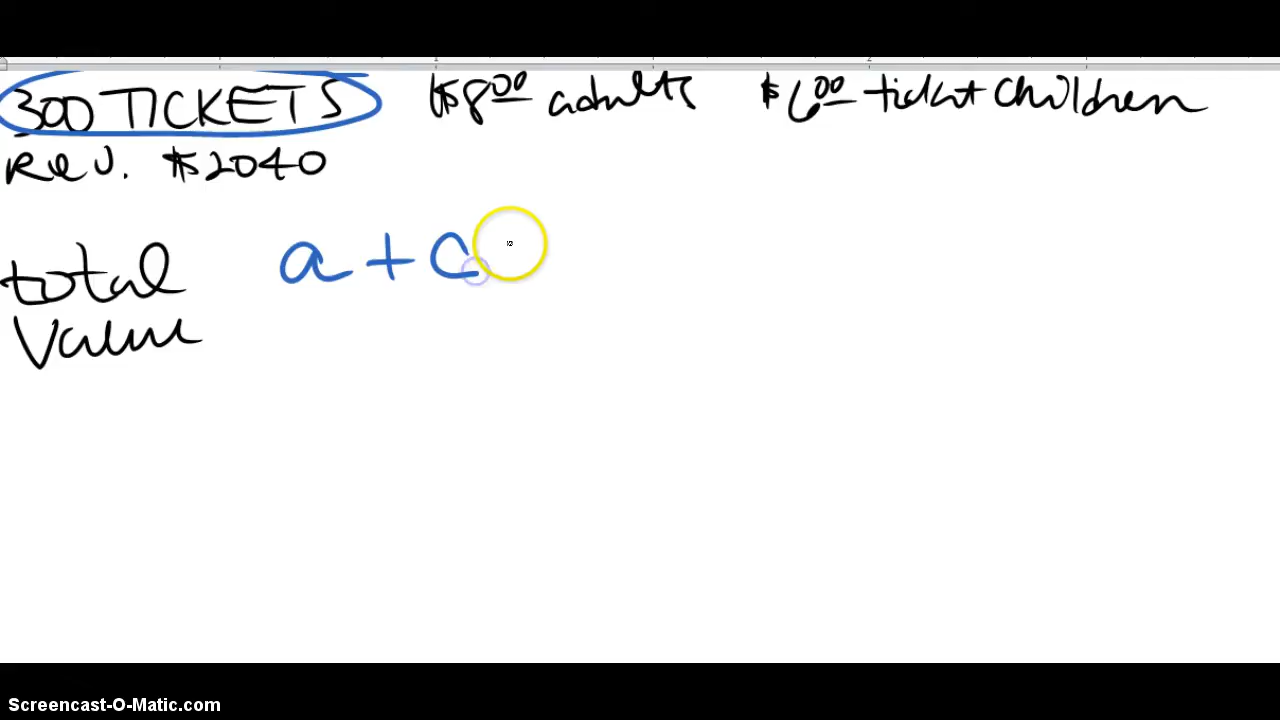 300 TICKETS $8.00 adults $6.00 ticket children
Rev. $2040
total a + c
Value
Screencast-O-Matic.com